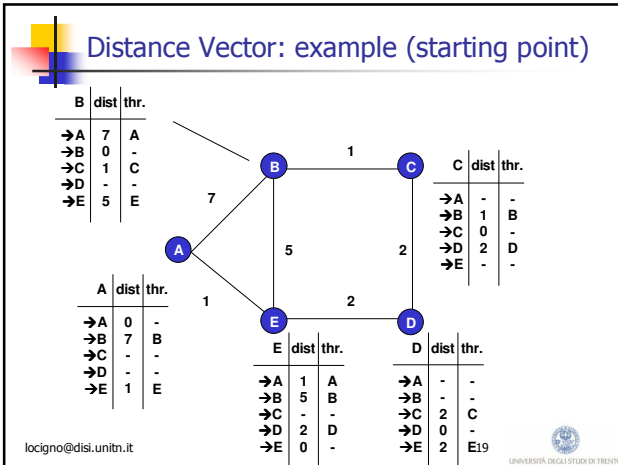 Distance Vector: example (starting point)
B dist thr.
➔A 7 A
➔B 0 -
➔C 1 C
➔D - -
➔E 5 E
B
1
C
C dist thr.
➔A - -
➔B 1 B
➔C 0 -
➔D 2 D
➔E - -
7
A
5
2
1
E
2
D
A dist thr.
➔A 0 -
➔B 7 B
➔C - -
➔D - -
➔E 1 E
E dist thr.
➔A 1 A
➔B 5 B
➔C - -
➔D 2 D
➔E 0 -
D dist thr.
➔A - -
➔B - -
➔C 2 C
➔D 0 -
➔E 2 E
locigno@disi.unitn.it
19
UNIVERSITÀ DEGLI STUDI DI TRENTO